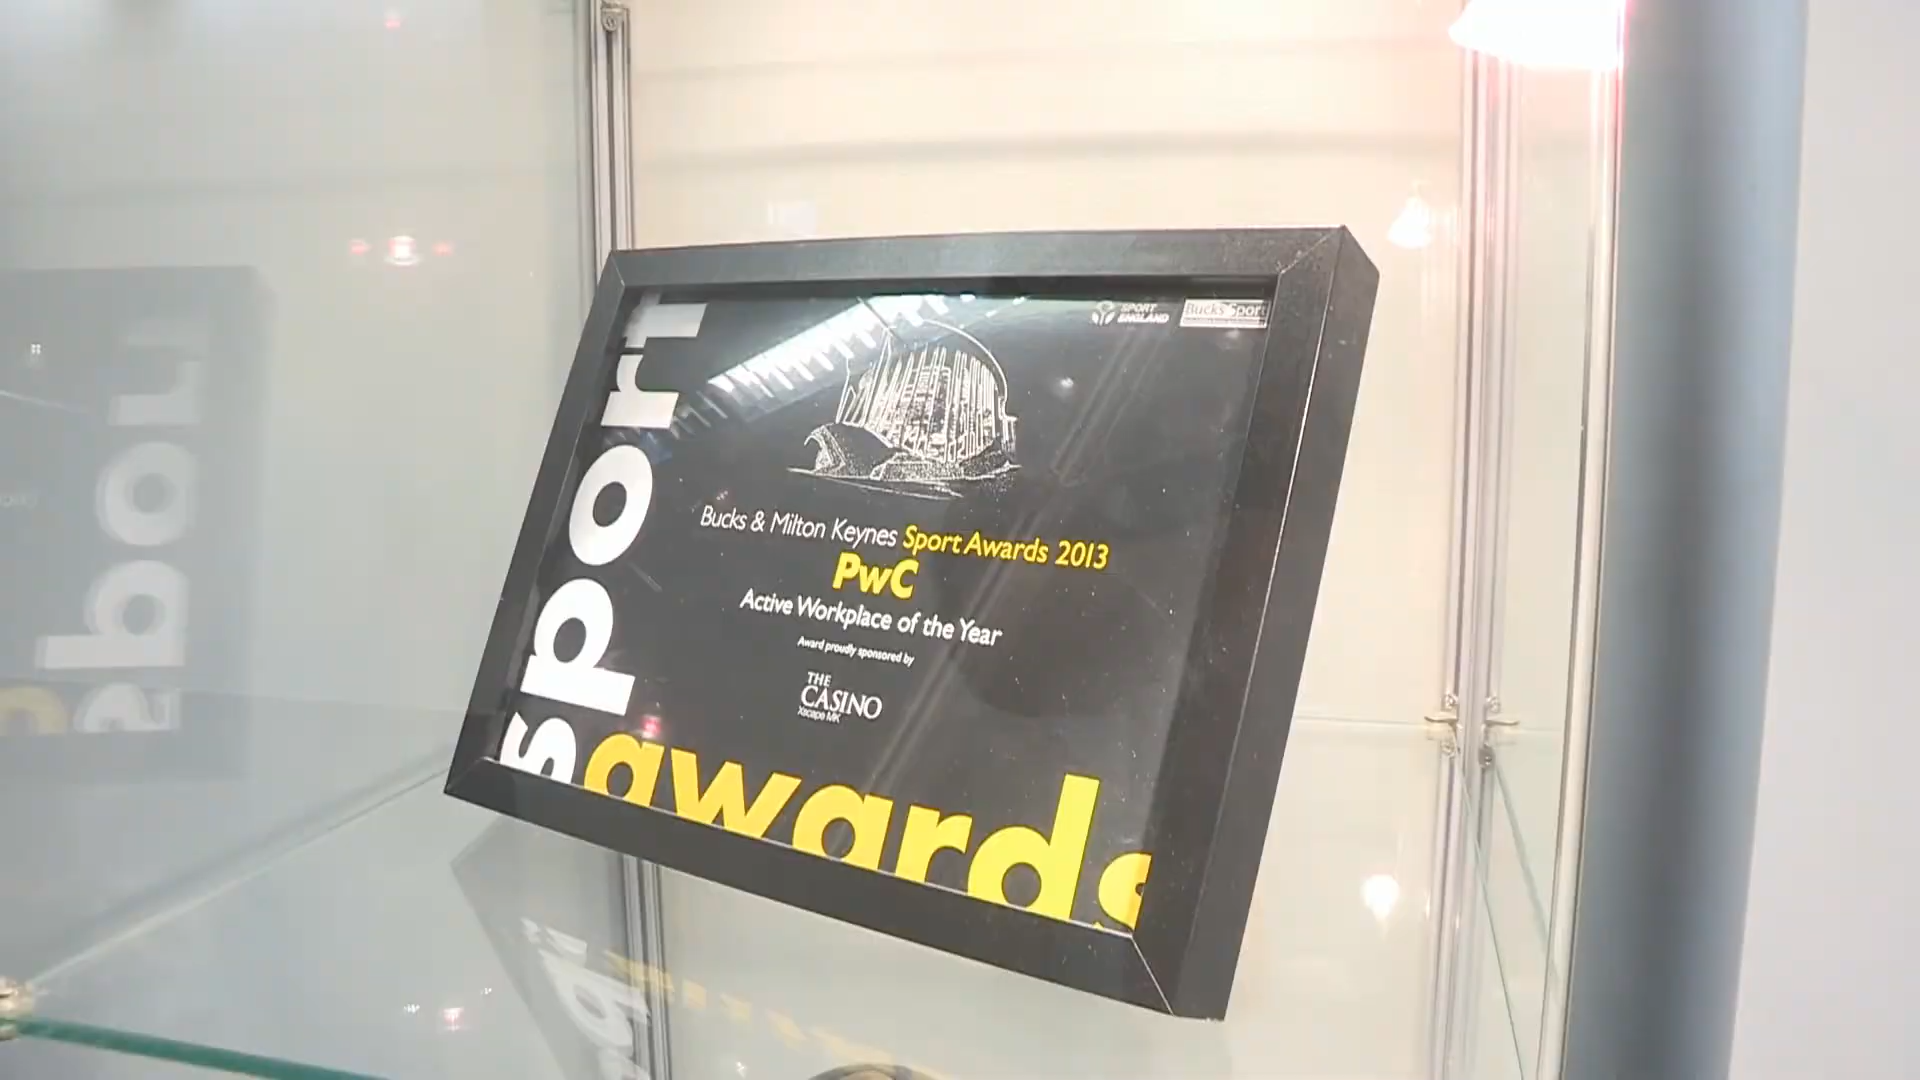 SPORT
ENGLAND
Bucks Sport
sport
Bucks & Milton Keynes Sport Awards 2013
PwC
Active Workplace of the Year
Award proudly sponsored by
THE
CASINO
Xscape MK
awards